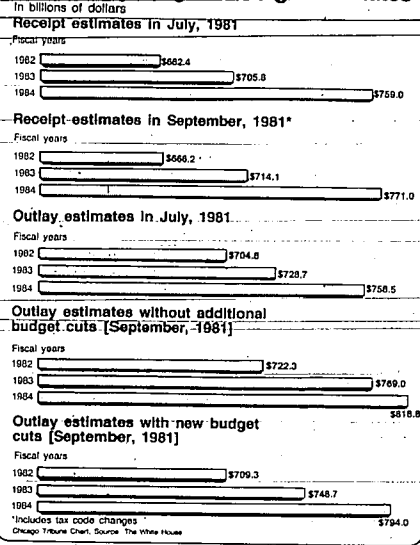 In billions of dollars
Receipt estimates in July, 1981
Fiscal years
1982 $662.4
1983 $705.8
1984 $759.0
Receipt estimates in September, 1981*
Fiscal years
1982 $666.2
1983 $714.1
1984 $771.0
Outlay estimates in July, 1981
Fiscal years
1982 $704.8
1983 $728.7
1984 $758.5
Outlay estimates without additional
budget cuts [September, 1981]
Fiscal years
1982 $722.3
1983 $769.0
1984
$816.8
Outlay estimates with new budget
cuts [September, 1981]
Fiscal years
1982 $709.3
1983 $748.7
1984 $794.0
*Includes tax code changes
Chicago Tribune Chart, Source The White House